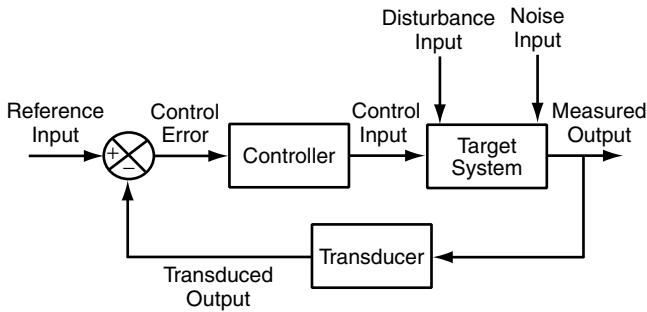 Disturbance
Input
Noise
Input
Reference
Input
Control
Error
Control
Input
Measured
Output
+
−
Controller
Target
System
Transducer
Transduced
Output